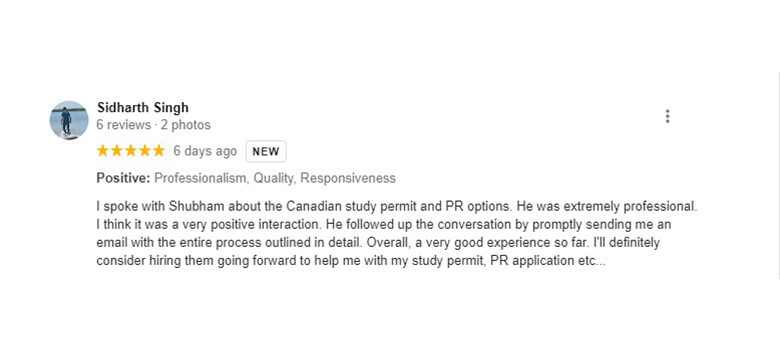 Sidharth Singh
6 reviews · 2 photos
6 days ago NEW
Positive: Professionalism, Quality, Responsiveness
I spoke with Shubham about the Canadian study permit and PR options. He was extremely professional.
I think it was a very positive interaction. He followed up the conversation by promptly sending me an
email with the entire process outlined in detail. Overall, a very good experience so far. I'll definitely
consider hiring them going forward to help me with my study permit, PR application etc...